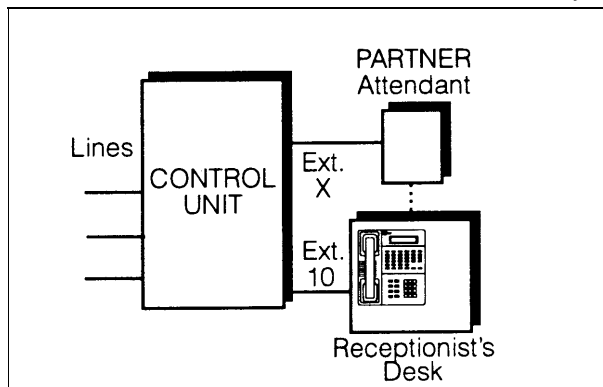 PARTNER
Attendant
Lines
CONTROL
UNIT
Ext.
X
Ext.
10
Receptionist's
Desk